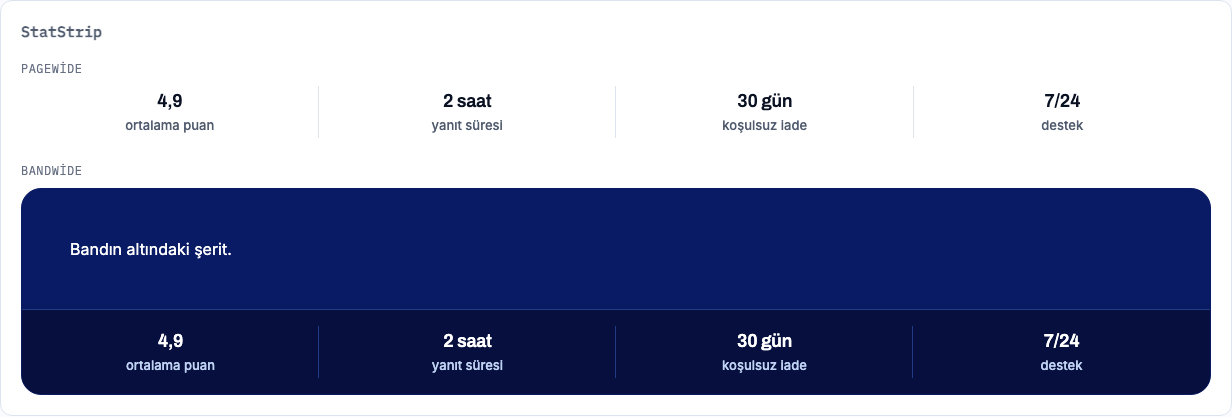 StatStrip
PAGEWİDE
4,9
ortalama puan
2 saat
yanıt süresi
30 gün
koşulsuz iade
7/24
destek
BANDWİDE
Bandın altındaki şerit.
4,9
ortalama puan
2 saat
yanıt süresi
30 gün
koşulsuz iade
7/24
destek